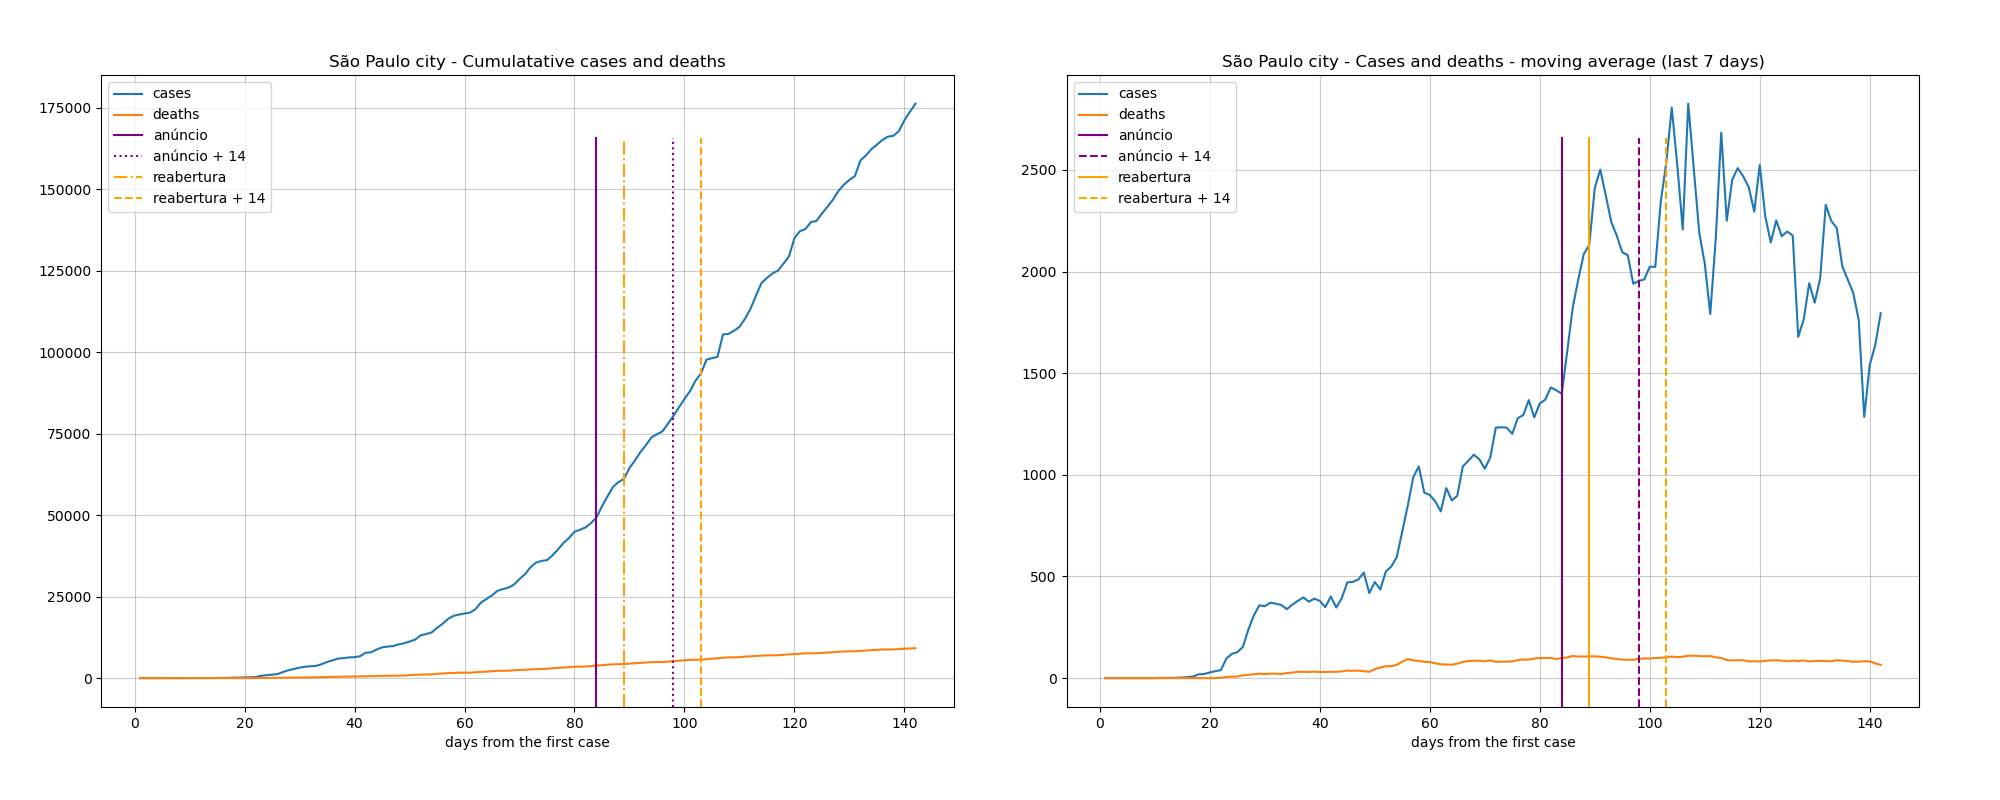 São Paulo city - Cumulatative cases and deaths
cases
deaths
anúncio
anúncio + 14
reabertura
reabertura + 14
175000
150000
125000
100000
75000
50000
25000
0
0 20 40 60 80 100 120 140
days from the first case
São Paulo city - Cases and deaths - moving average (last 7 days)
cases
deaths
anúncio
anúncio + 14
reabertura
reabertura + 14
2500
2000
1500
1000
500
0
0 20 40 60 80 100 120 140
days from the first case